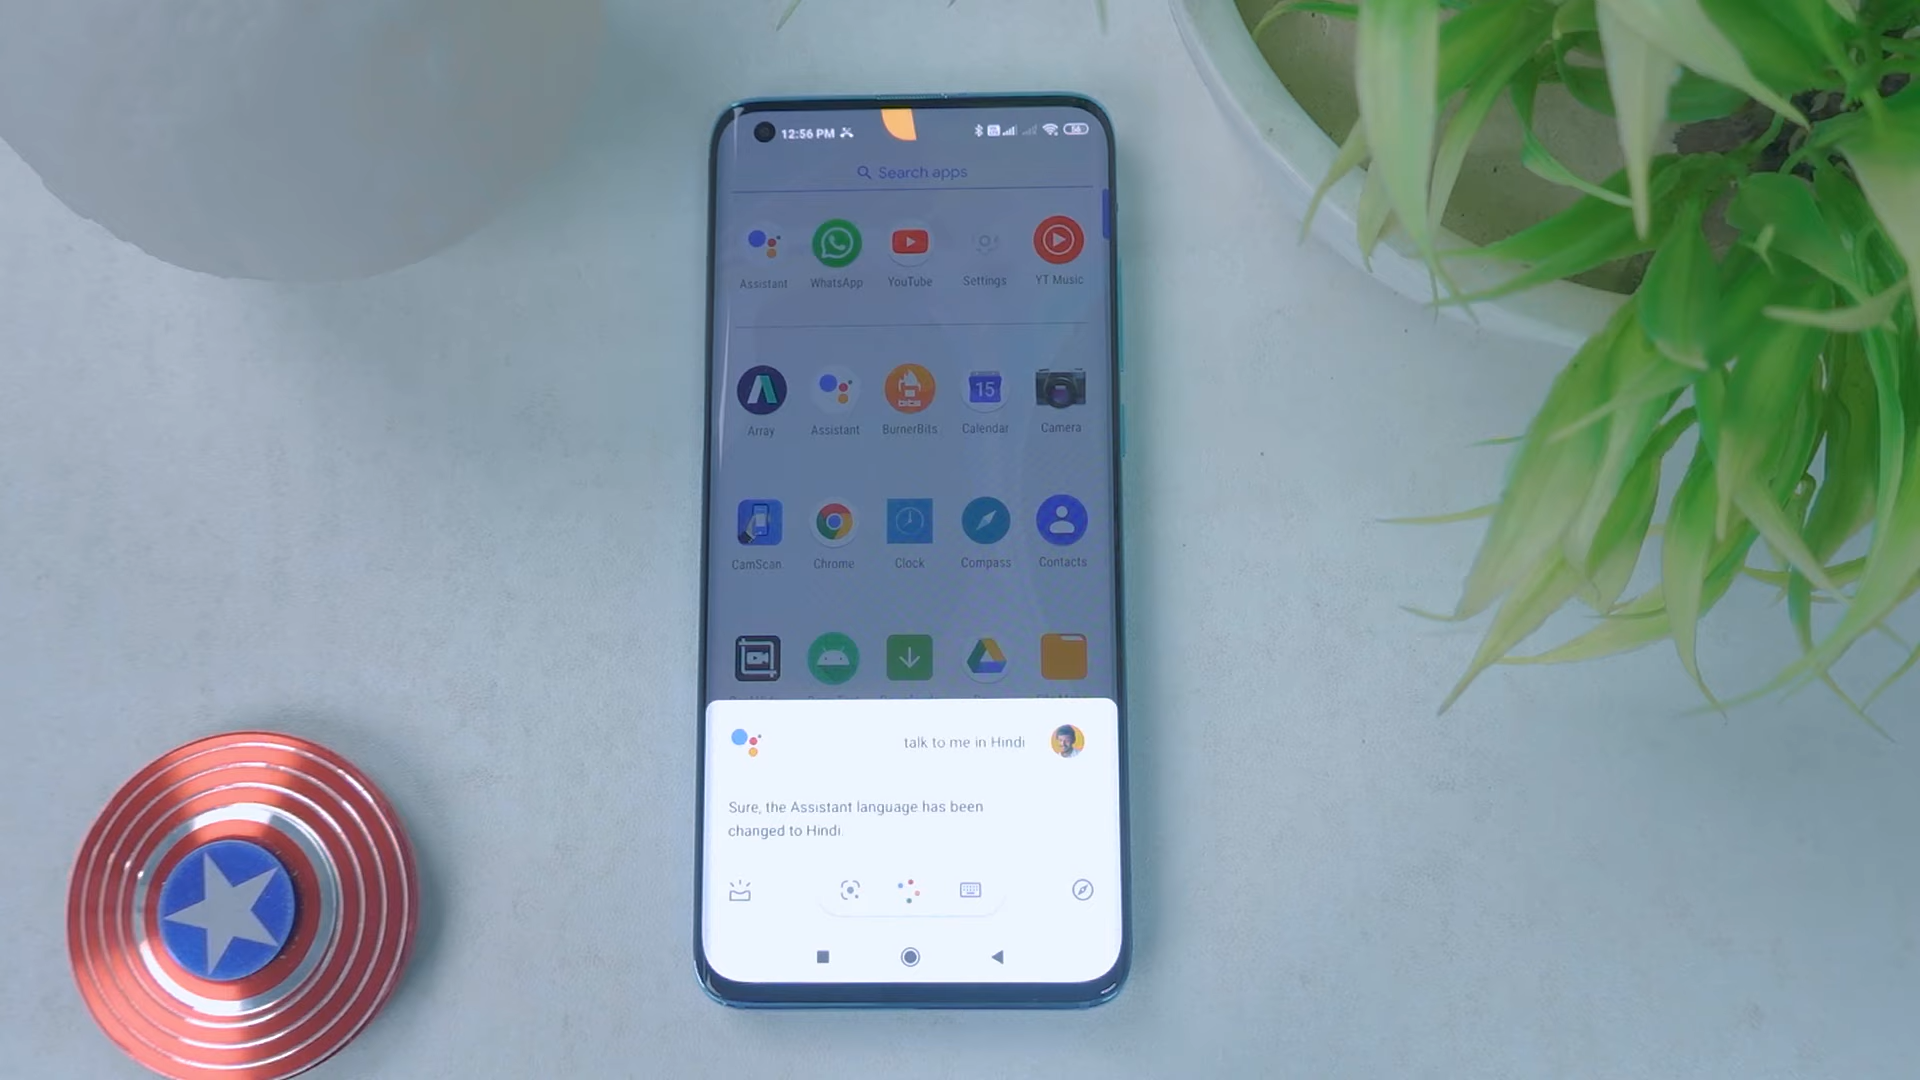 12:56 PM
Search apps
Assistant WhatsApp YouTube Settings YT Music
Array Assistant BurnerBits Calendar Camera
bits
15
CamScan Chrome Clock Compass Contacts
talk to me in Hindi
Sure, the Assistant language has been
changed to Hindi.